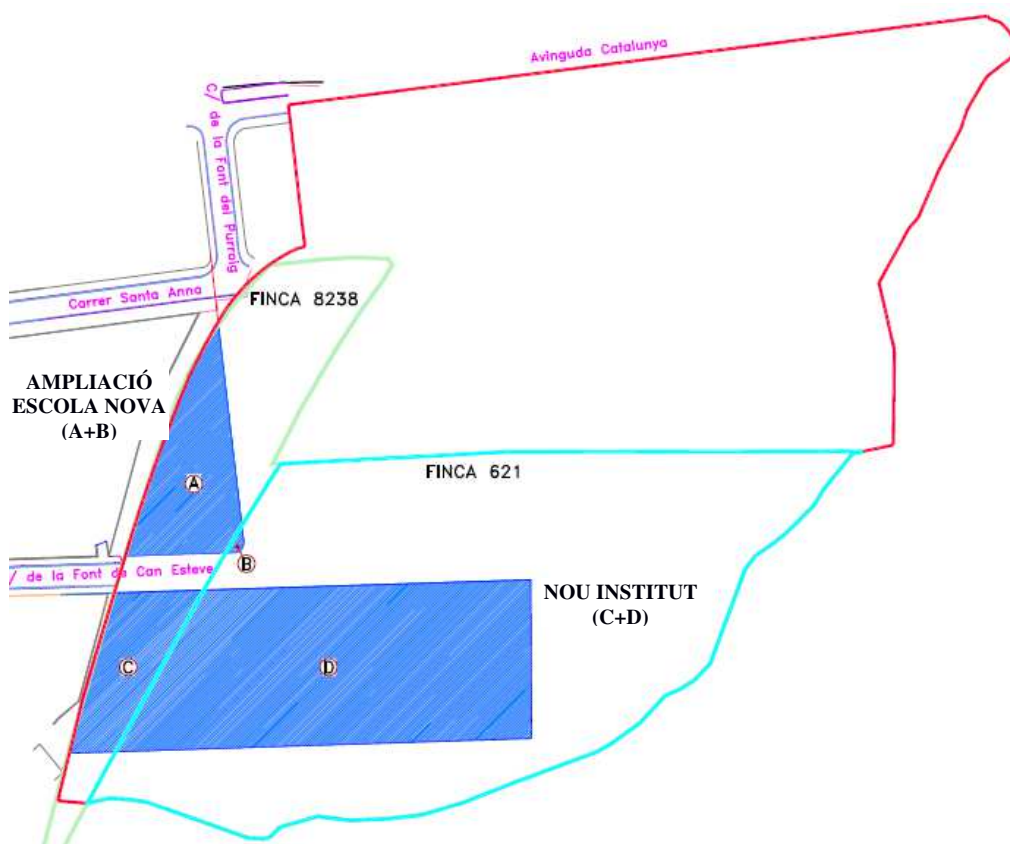 Avinguda Catalunya
C/ de la Font del Purroig
Carrer Santa Anna
FINCA 8238
AMPLIACIÓ
ESCOLA NOVA
(A+B)
FINCA 621
A
B
/ de la Font de Can Esteve
NOU INSTITUT
(C+D)
C
D